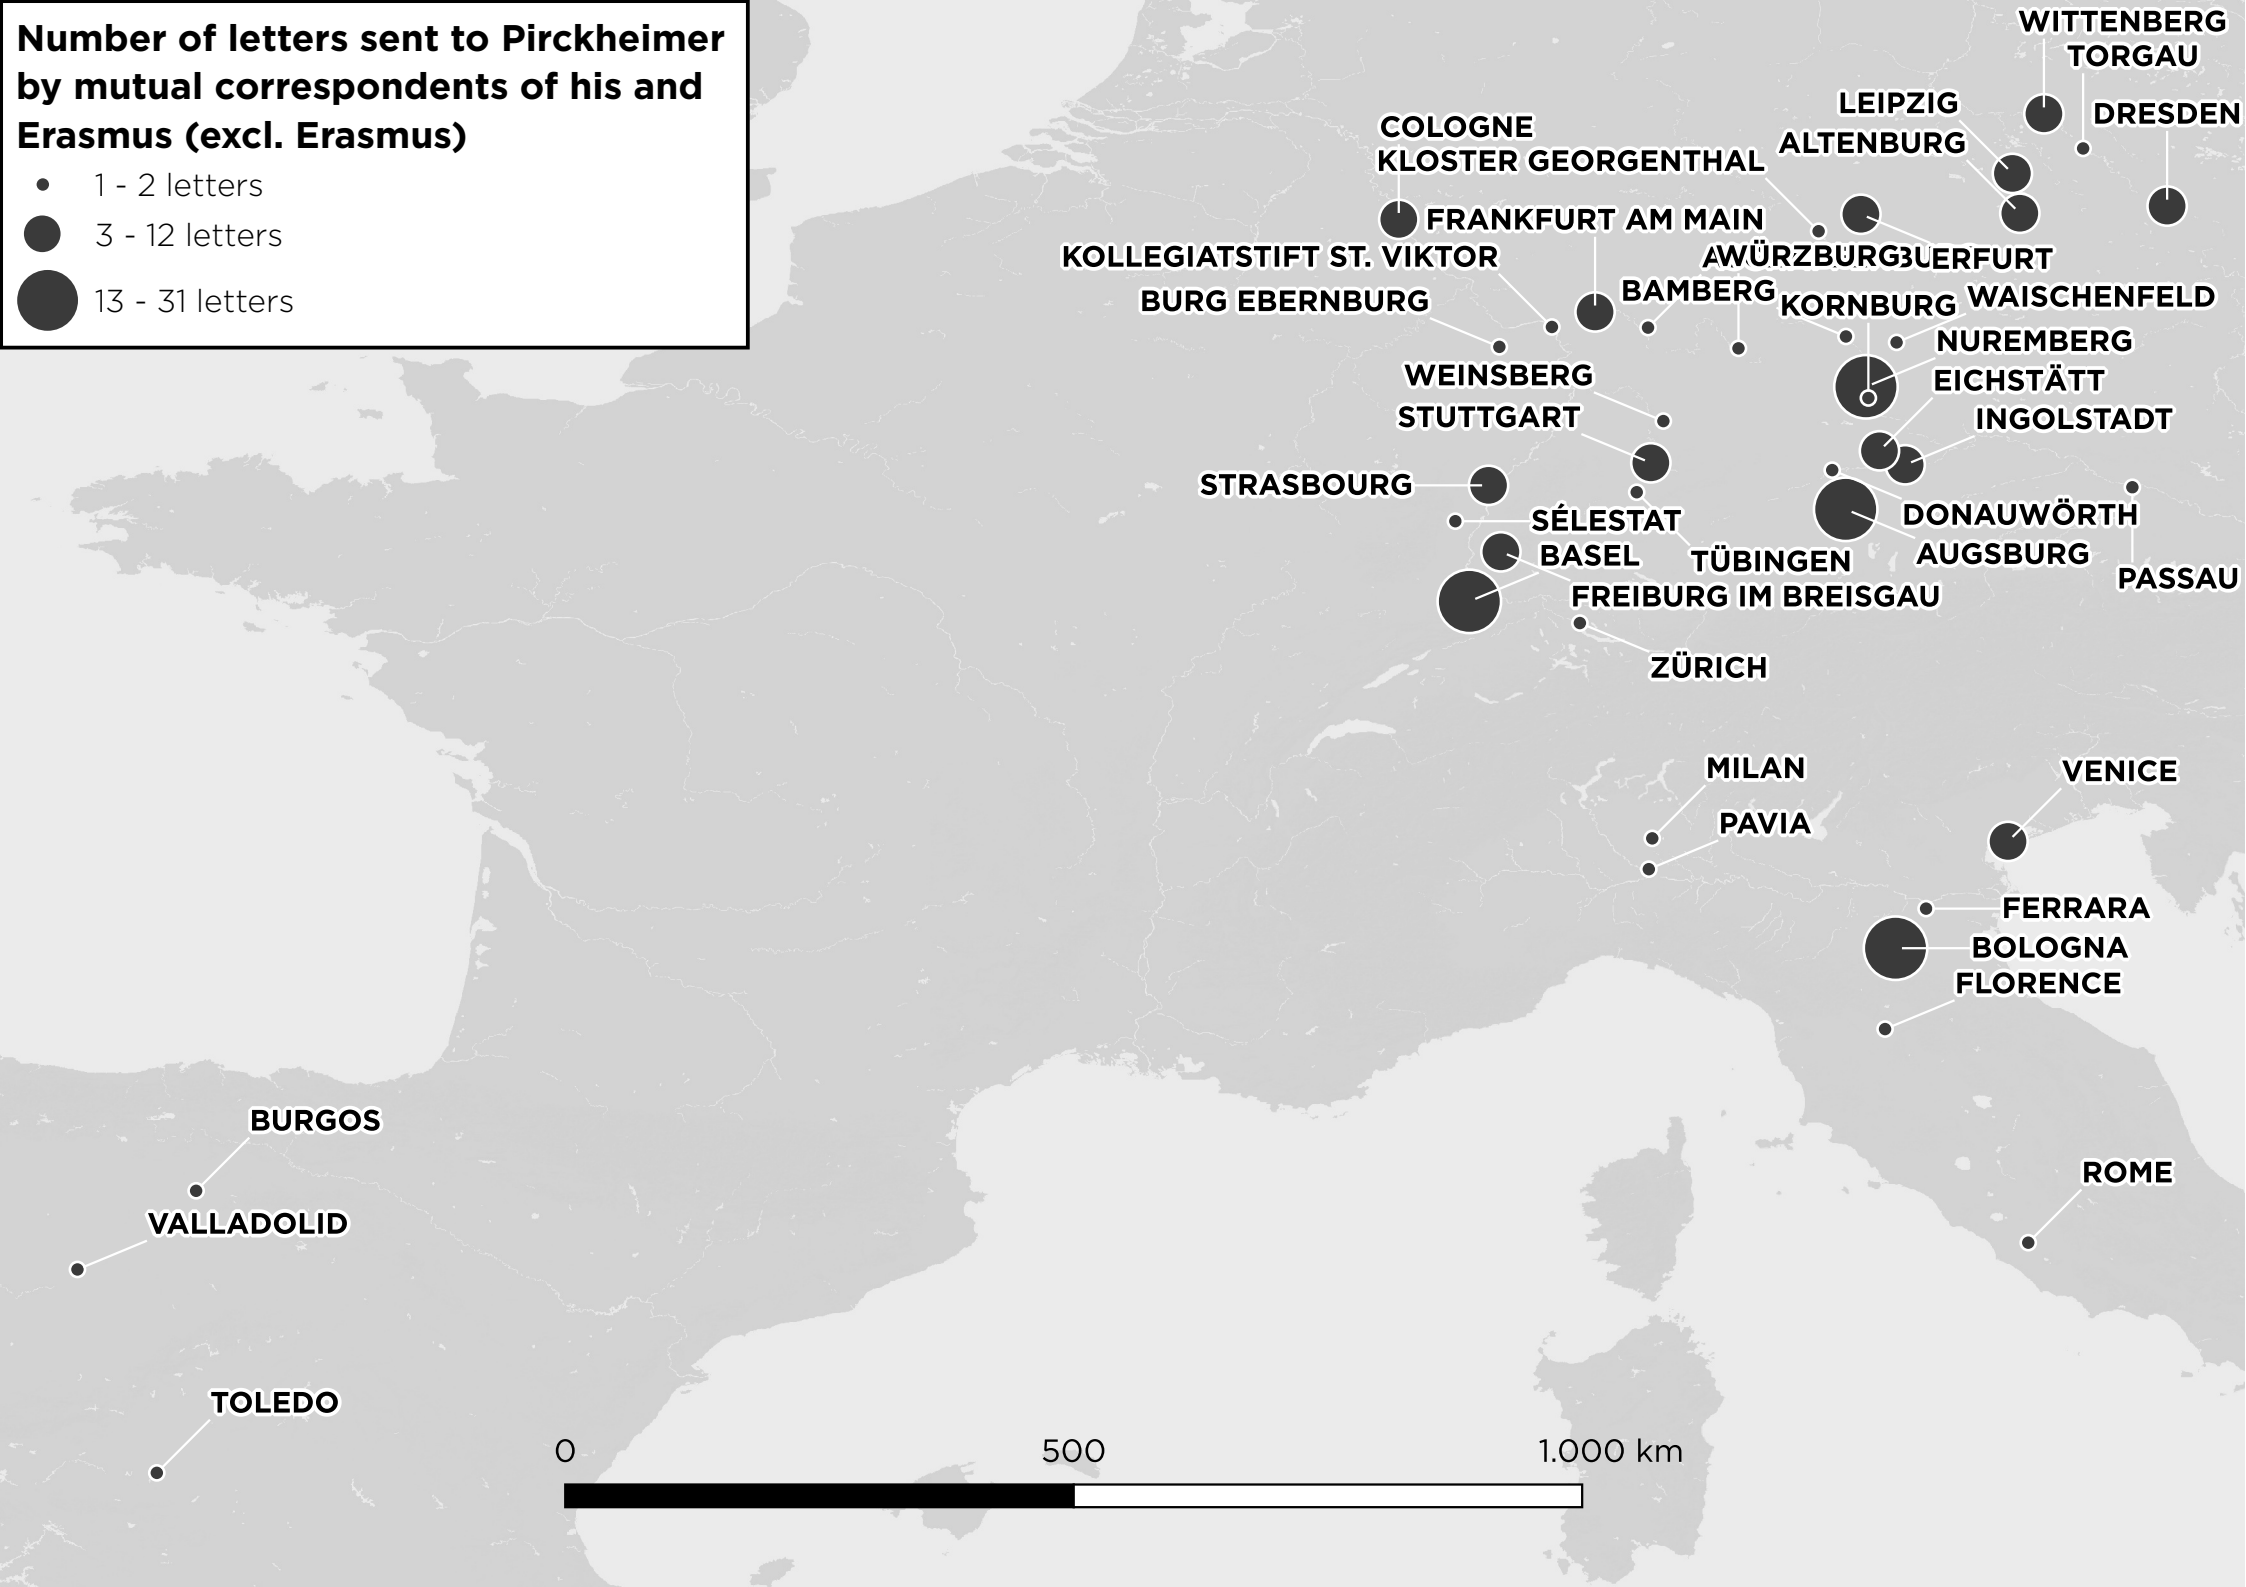 Number of letters sent to Pirckheimer
by mutual correspondents of his and
Erasmus (excl. Erasmus)
1 - 2 letters
3 - 12 letters
13 - 31 letters
WITTENBERG
TORGAU
LEIPZIG
DRESDEN
ALTENBURG
COLOGNE
KLOSTER GEORGENTHAL
FRANKFURT AM MAIN
KOLLEGIATSTIFT ST. VIKTOR
WÜRZBURG
ERFURT
BURG EBERNBURG
BAMBERG
KORNBURG
WAISCHENFELD
NUREMBERG
WEINSBERG
EICHSTÄTT
STUTTGART
INGOLSTADT
STRASBOURG
SÉLESTAT
DONAUWÖRTH
BASEL
TÜBINGEN
AUGSBURG
PASSAU
FREIBURG IM BREISGAU
ZÜRICH
MILAN
VENICE
PAVIA
FERRARA
BOLOGNA
FLORENCE
BURGOS
ROME
VALLADOLID
TOLEDO
0 500 1.000 km